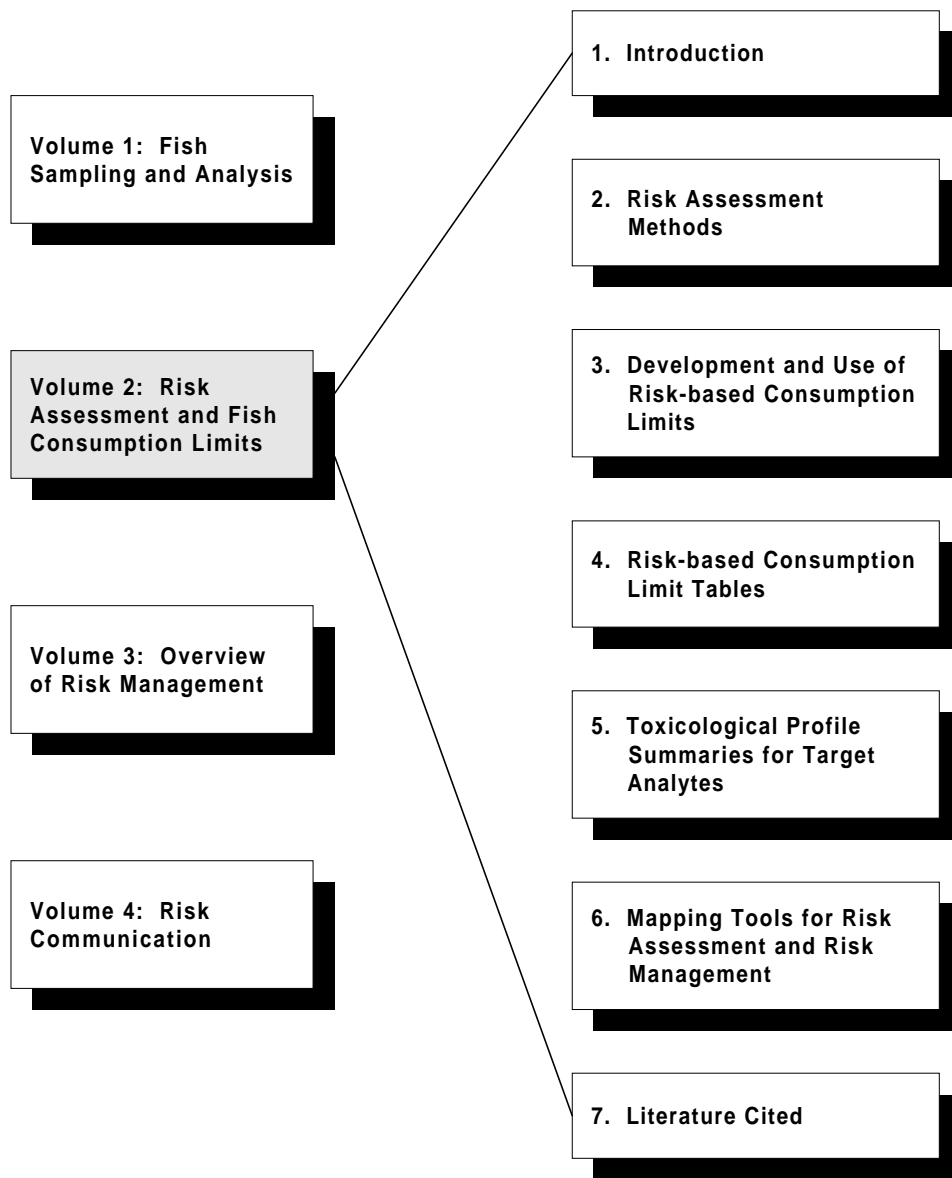 Volume 1: Fish
Sampling and Analysis
Volume 2: Risk
Assessment and Fish
Consumption Limits
Volume 3: Overview
of Risk Management
Volume 4: Risk
Communication
1. Introduction
2. Risk Assessment
Methods
3. Development and Use of
Risk-based Consumption
Limits
4. Risk-based Consumption
Limit Tables
5. Toxicological Profile
Summaries for Target
Analytes
6. Mapping Tools for Risk
Assessment and Risk
Management
7. Literature Cited